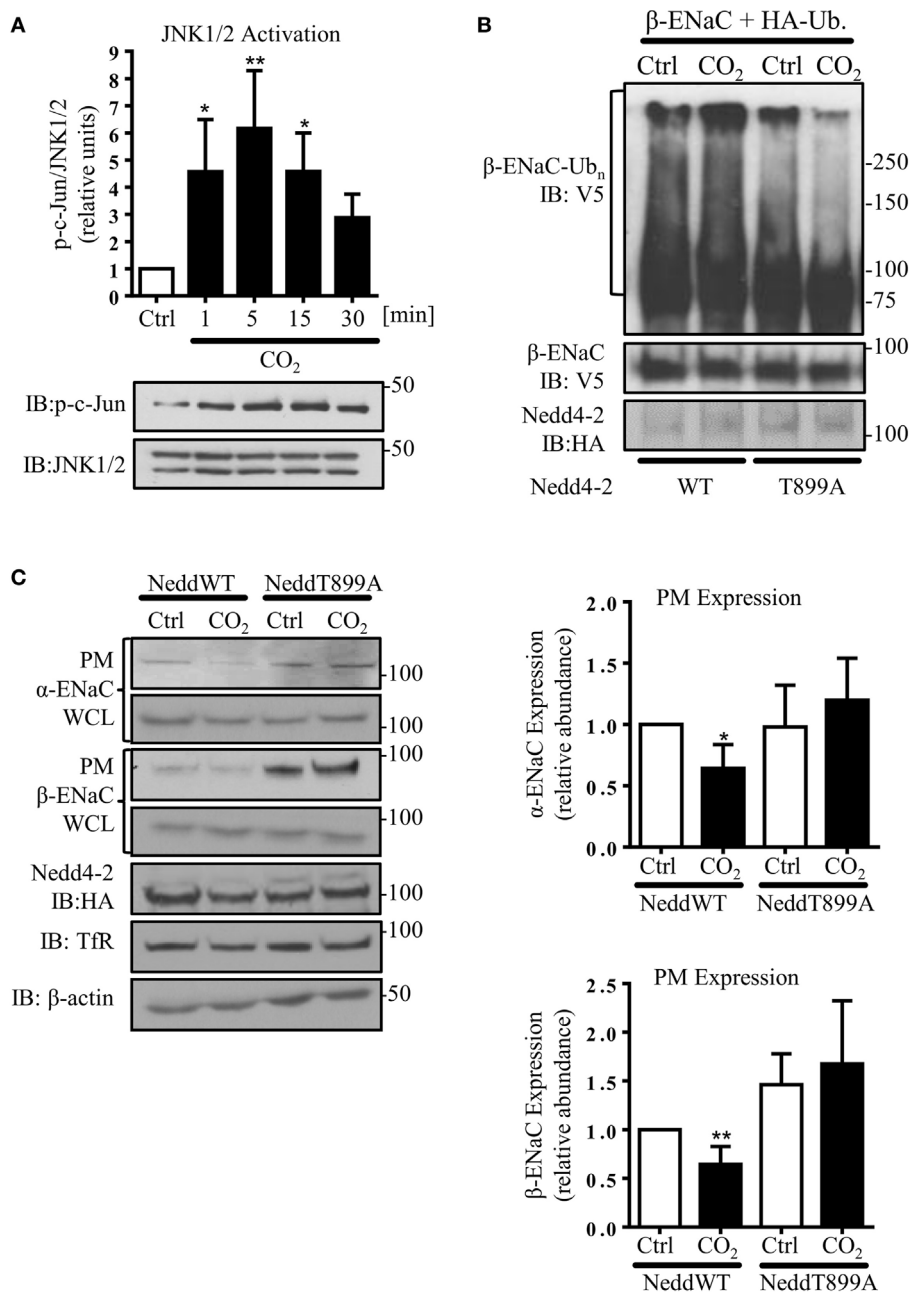 A
JNK1/2 Activation
p-c-Jun/JNK1/2
(relative units)
9
8
7
6
5
4
3
2
1
0
*
**
*
Ctrl 1 5 15 30 [min]
CO₂
IB:p-c-Jun
-50
IB:JNK1/2
-50
B
β-ENaC + HA-Ub.
Ctrl CO₂ Ctrl CO₂
β-ENaC-Ubₙ
IB: V5
-250
-150
-100
-75
β-ENaC
IB: V5
-100
Nedd4-2
IB:HA
-100
Nedd4-2 WT T899A
C
NeddWT NeddT899A
Ctrl CO₂ Ctrl CO₂
PM
α-ENaC
WCL
-100
-100
PM
β-ENaC
WCL
-100
-100
Nedd4-2
IB:HA
-100
IB: TfR
-100
IB: β-actin
-50
PM Expression
α-ENaC Expression
(relative abundance)
2.0
1.5
1.0
0.5
0.0
*
Ctrl CO₂ Ctrl CO₂
NeddWT NeddT899A
PM Expression
β-ENaC Expression
(relative abundance)
2.5
2.0
1.5
1.0
0.5
0.0
**
Ctrl CO₂ Ctrl CO₂
NeddWT NeddT899A